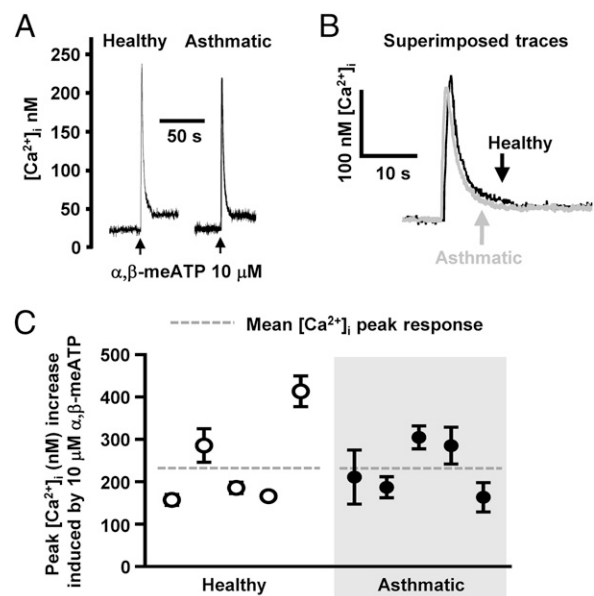 A
Healthy Asthmatic
[Ca²⁺]ᵢ nM
250
200
150
100
50
0
50 s
α,β-meATP 10 μM
B
Superimposed traces
100 nM [Ca²⁺]ᵢ
10 s
Healthy
Asthmatic
C
Mean [Ca²⁺]ᵢ peak response
Peak [Ca²⁺]ᵢ (nM) increase
induced by 10 μM α,β-meATP
500
400
300
200
100
0
Healthy Asthmatic